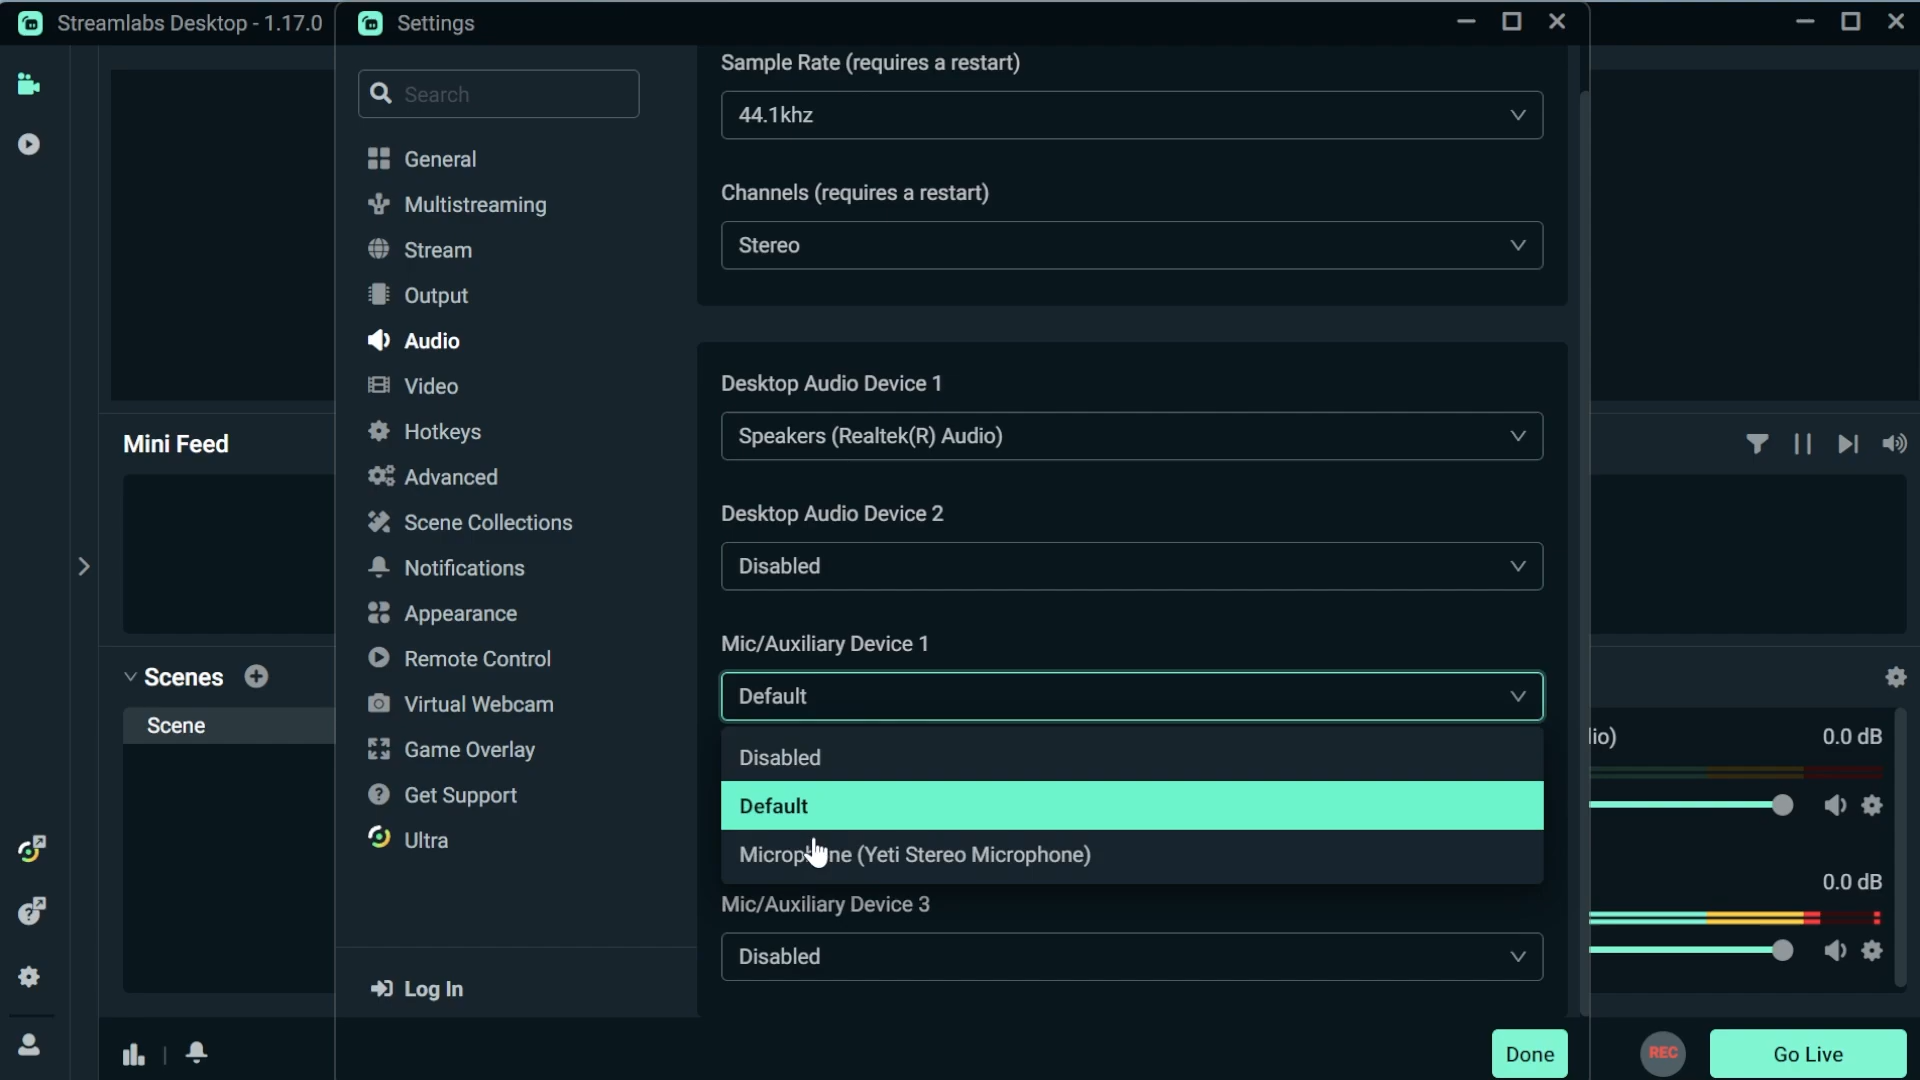 Streamlabs Desktop - 1.17.0
Settings
Search
General
Multistreaming
Stream
Output
Audio
Video
Hotkeys
Advanced
Scene Collections
Notifications
Appearance
Remote Control
Virtual Webcam
Game Overlay
Get Support
Ultra
Log In
Sample Rate (requires a restart)
44.1khz
Channels (requires a restart)
Stereo
Desktop Audio Device 1
Speakers (Realtek(R) Audio)
Desktop Audio Device 2
Disabled
Mic/Auxiliary Device 1
Default
Disabled
Default
Microphone (Yeti Stereo Microphone)
Mic/Auxiliary Device 3
Disabled
Done
Mini Feed
Scenes
Scene
lio)
0.0 dB
0.0 dB
REC
Go Live